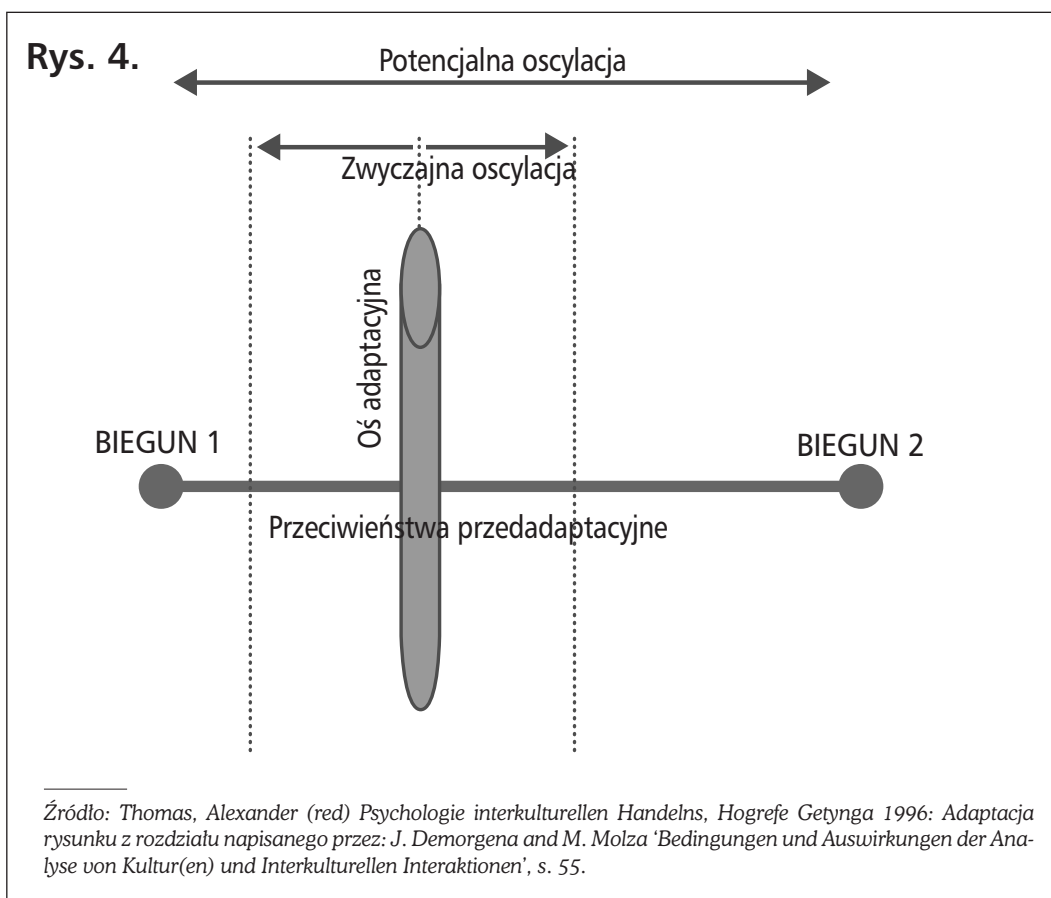 Rys. 4.
Potencjalna oscylacja
Zwyczajna oscylacja
Oś adaptacyjna
BIEGUN 1
BIEGUN 2
Przeciwieństwa przedadaptacyjne
Źródło: Thomas, Alexander (red) Psychologie interkulturellen Handelns, Hogrefe Getynga 1996: Adaptacja
rysunku z rozdziału napisanego przez: J. Demorgena and M. Molza ‘Bedingungen und Auswirkungen der Ana-
lyse von Kultur(en) und Interkulturellen Interaktionen’, s. 55.